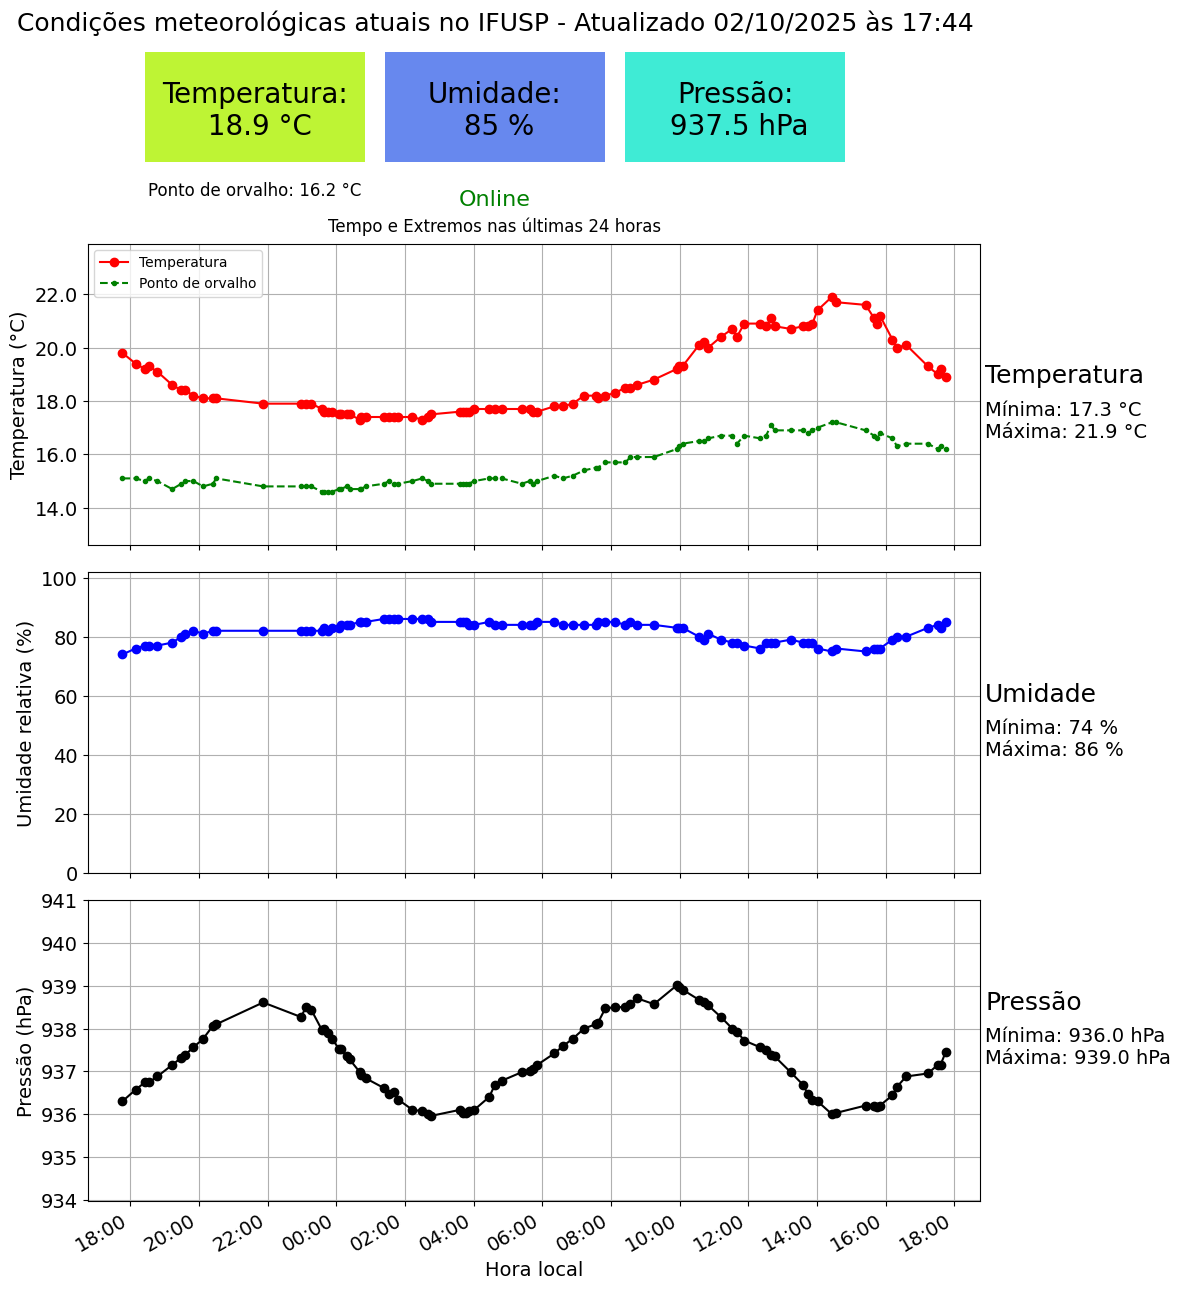 Condições meteorológicas atuais no IFUSP - Atualizado 02/10/2025 às 17:44
Temperatura:
18.9 °C
Umidade:
85 %
Pressão:
937.5 hPa
Ponto de orvalho: 16.2 °C
Online
Tempo e Extremos nas últimas 24 horas
Temperatura
Ponto de orvalho
Temperatura (°C)
22.0
20.0
18.0
16.0
14.0
Temperatura
Mínima: 17.3 °C
Máxima: 21.9 °C
Umidade relativa (%)
100
80
60
40
20
0
Umidade
Mínima: 74 %
Máxima: 86 %
Pressão (hPa)
941
940
939
938
937
936
935
934
Pressão
Mínima: 936.0 hPa
Máxima: 939.0 hPa
18:00
20:00
22:00
00:00
02:00
04:00
06:00
08:00
10:00
12:00
14:00
16:00
18:00
Hora local